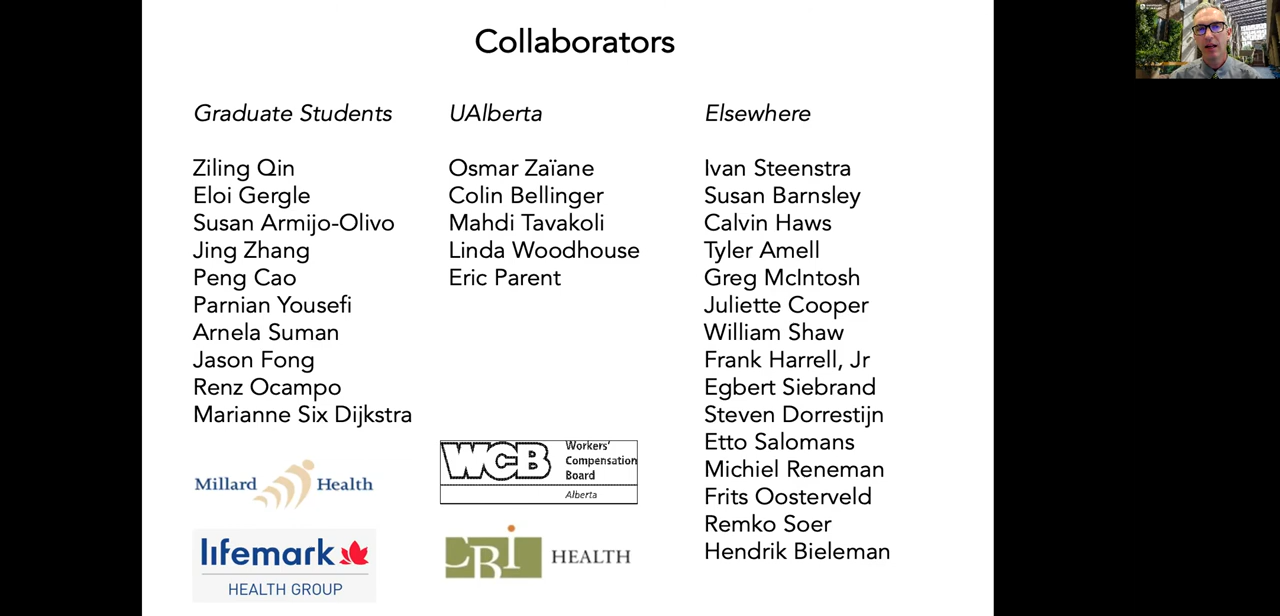 Collaborators
Graduate Students
Ziling Qin
Eloi Gergle
Susan Armijo-Olivo
Jing Zhang
Peng Cao
Parnian Yousefi
Arnela Suman
Jason Fong
Renz Ocampo
Marianne Six Dijkstra
UAlberta
Osmar Zaïane
Colin Bellinger
Mahdi Tavakoli
Linda Woodhouse
Eric Parent
Elsewhere
Ivan Steenstra
Susan Barnsley
Calvin Haws
Tyler Amell
Greg McIntosh
Juliette Cooper
William Shaw
Frank Harrell, Jr
Egbert Siebrand
Steven Dorrestijn
Etto Salomans
Michiel Reneman
Frits Oosterveld
Remko Soer
Hendrik Bieleman
Millard Health
lifemark
HEALTH GROUP
WCB
Workers'
Compensation
Board
Alberta
CBI HEALTH